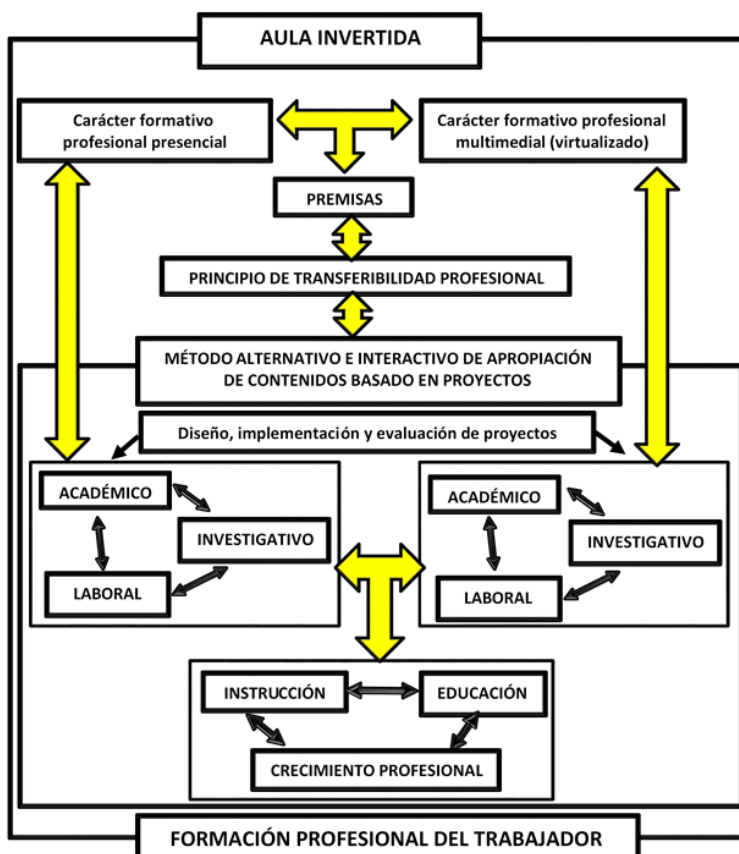 AULA INVERTIDA
Carácter formativo
profesional presencial
Carácter formativo profesional
multimedial (virtualizado)
PREMISAS
PRINCIPIO DE TRANSFERIBILIDAD PROFESIONAL
MÉTODO ALTERNATIVO E INTERACTIVO DE APROPIACIÓN
DE CONTENIDOS BASADO EN PROYECTOS
Diseño, implementación y evaluación de proyectos
ACADÉMICO
INVESTIGATIVO
LABORAL
ACADÉMICO
INVESTIGATIVO
LABORAL
INSTRUCCIÓN
EDUCACIÓN
CRECIMIENTO PROFESIONAL
FORMACIÓN PROFESIONAL DEL TRABAJADOR